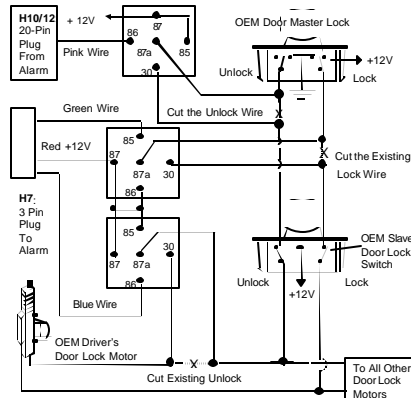 H10/12
20-Pin
Plug
From
Alarm
+ 12V
Pink Wire
86
87
87a
85
30
OEM Door Master Lock
+12V
Unlock
Lock
Cut the Unlock Wire
X
Green Wire
Red +12V
85
87
87a
30
86
X
Cut the Existing
Lock Wire
H7:
3 Pin
Plug
To
Alarm
85
30
87
87a
86
Blue Wire
OEM Slave
Door Lock
Switch
Unlock
Lock
+12V
OEM Driver's
Door Lock Motor
X
Cut Existing Unlock
To All Other
Door Lock
Motors